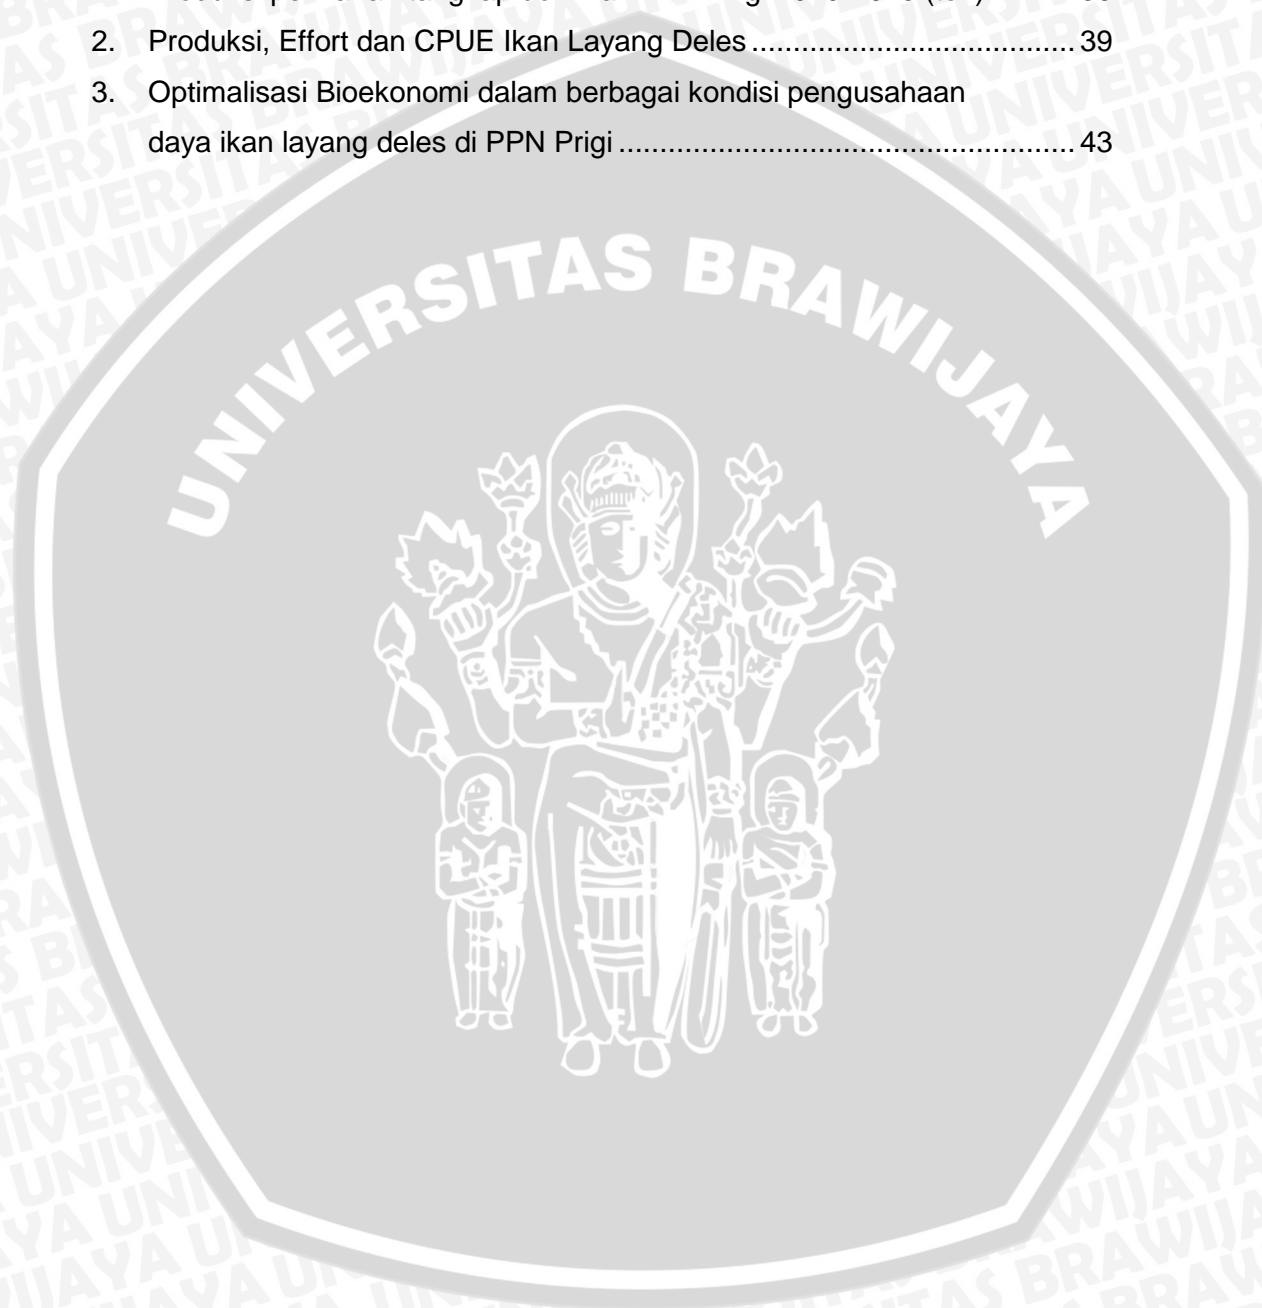 2. Produksi, Effort dan CPUE Ikan Layang Deles ....................................... 39
3. Optimalisasi Bioekonomi dalam berbagai kondisi pengusahaan
daya ikan layang deles di PPN Prigi ....................................................... 43
UNIVERSITAS BRAWIJAYA